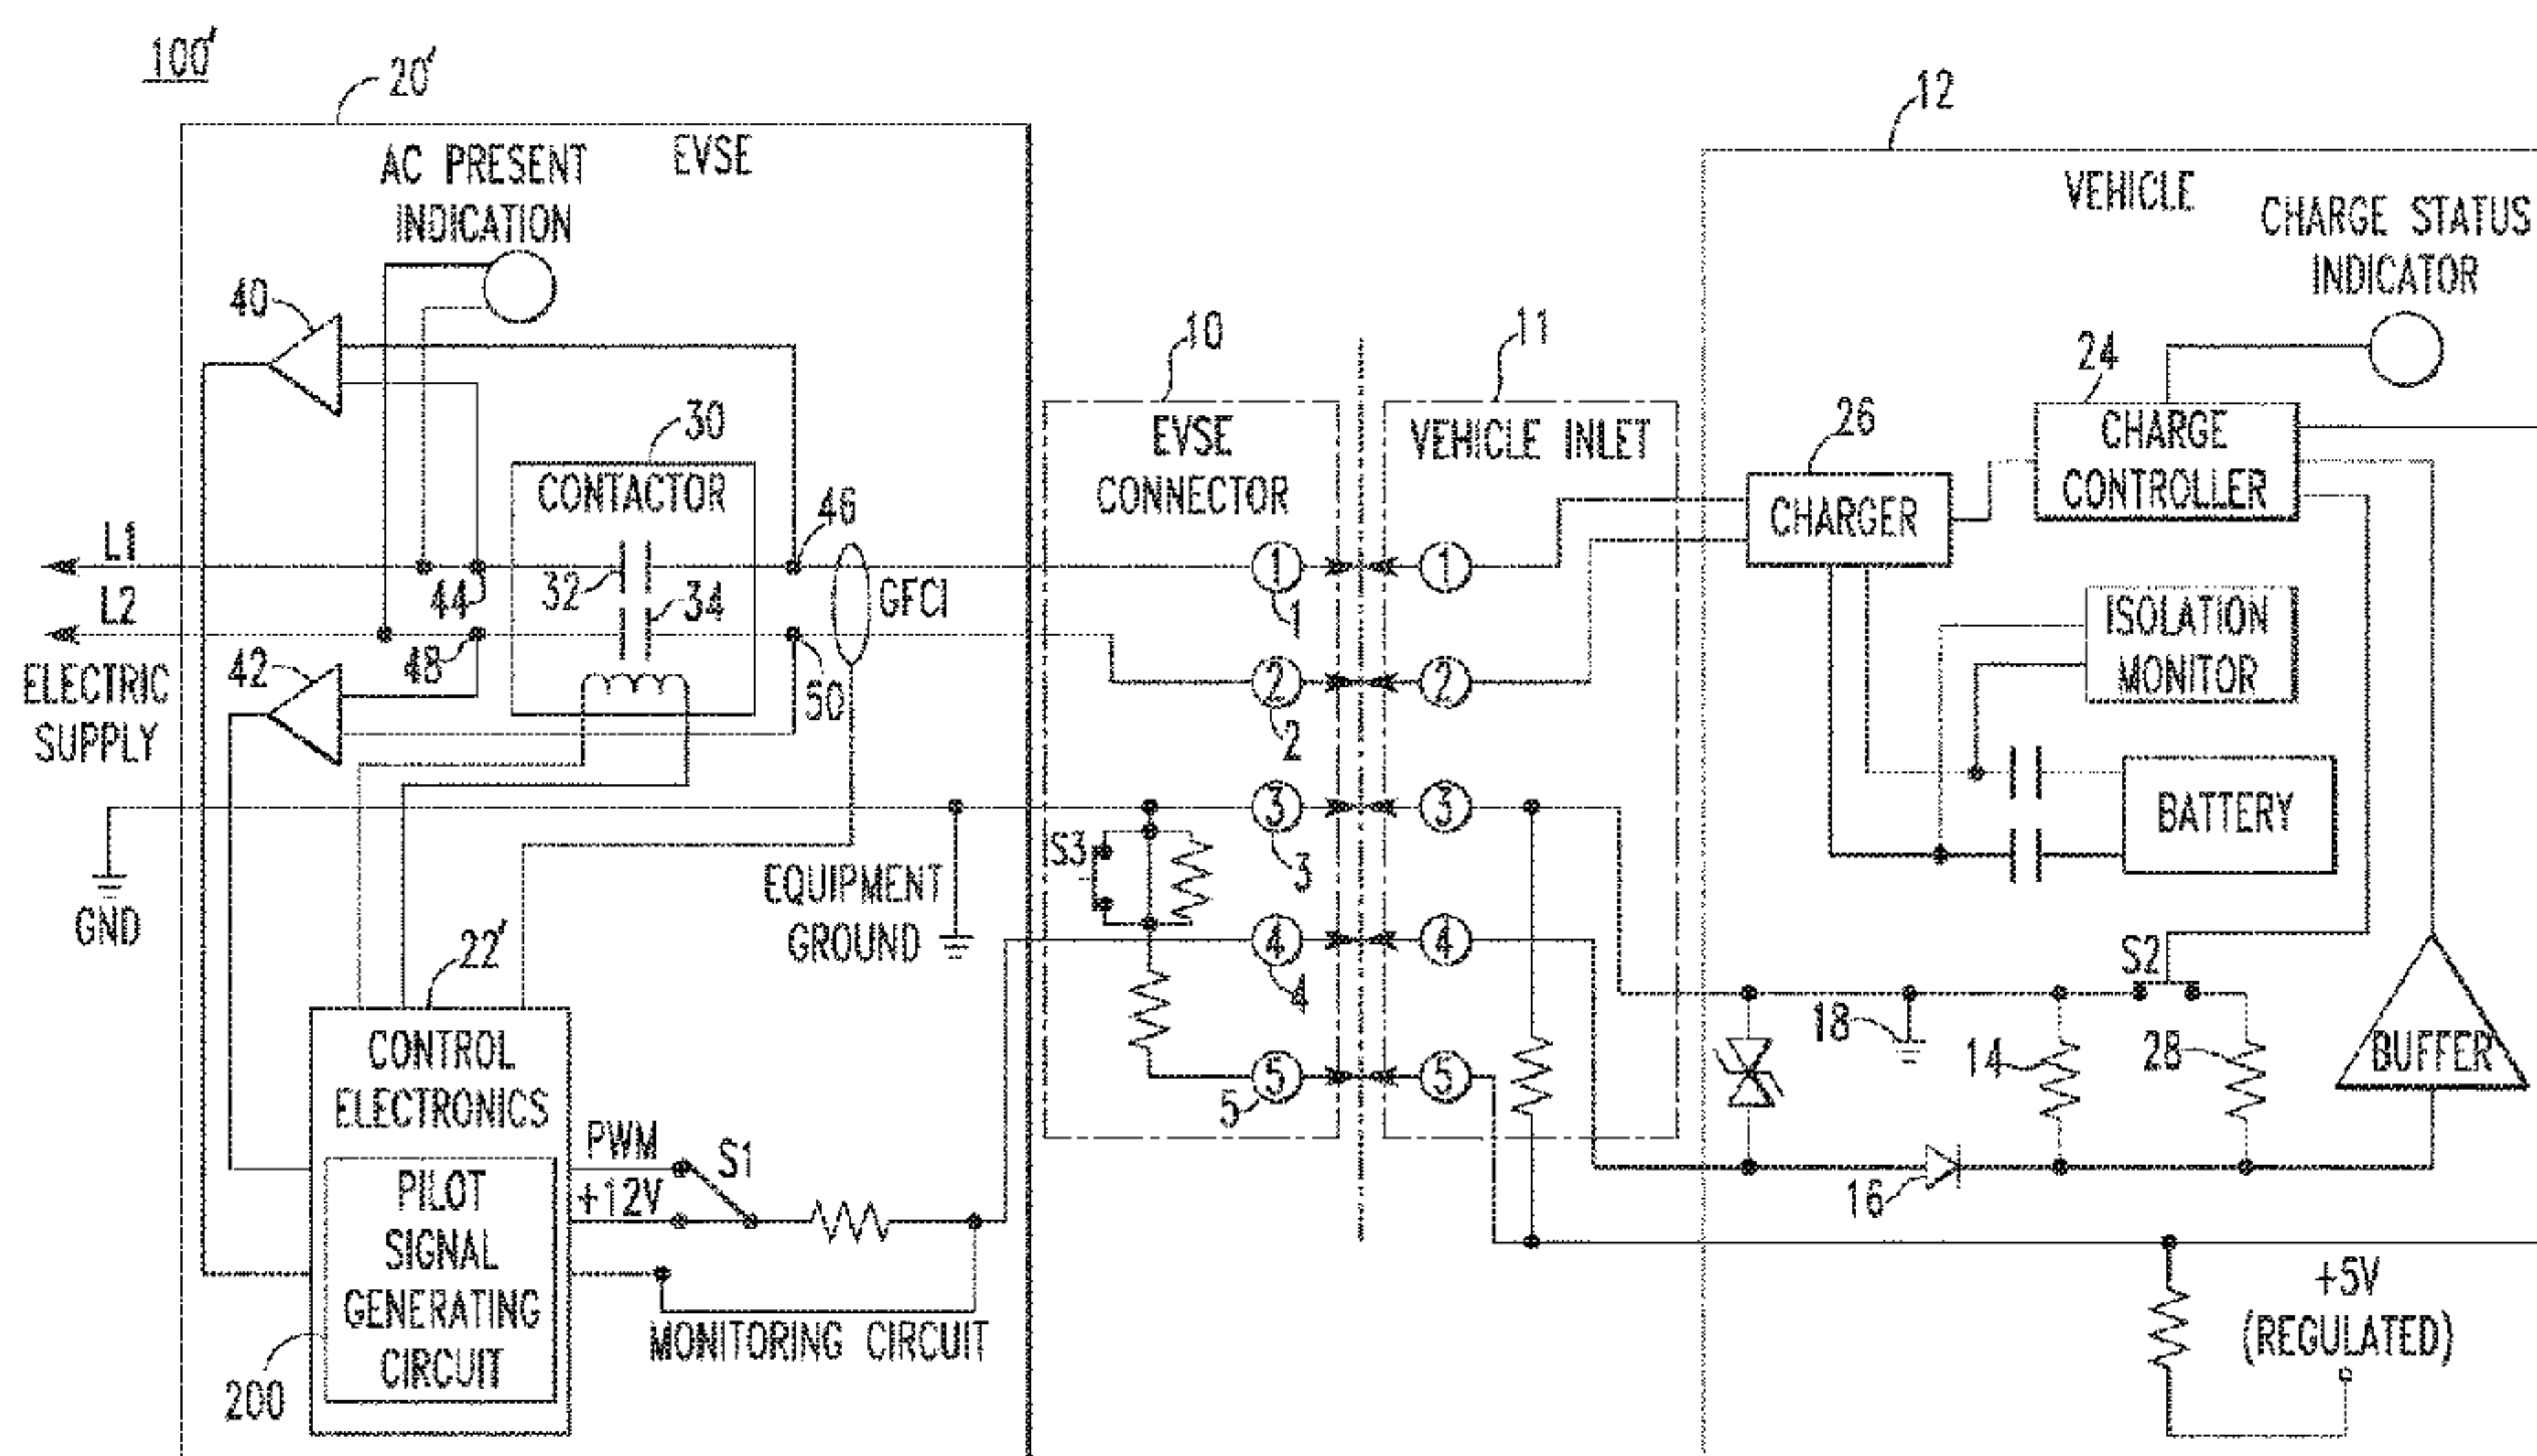 100'
20'
EVSE
AC PRESENT
INDICATION
40
30
CONTACTOR
46
L1
44
32
34
GFCI
L2
48
42
50
ELECTRIC
SUPPLY
GND
EQUIPMENT
GROUND
22'
CONTROL
ELECTRONICS
PILOT
SIGNAL
GENERATING
CIRCUIT
200
PWM
+12V
S1
MONITORING CIRCUIT
10
EVSE
CONNECTOR
1
1
2
2
3
3
S3
4
4
5
5
11
VEHICLE INLET
1
2
3
4
5
12
VEHICLE
CHARGE STATUS
INDICATOR
24
CHARGE
CONTROLLER
26
CHARGER
ISOLATION
MONITOR
BATTERY
S2
18
14
28
BUFFER
16
+5V
(REGULATED)